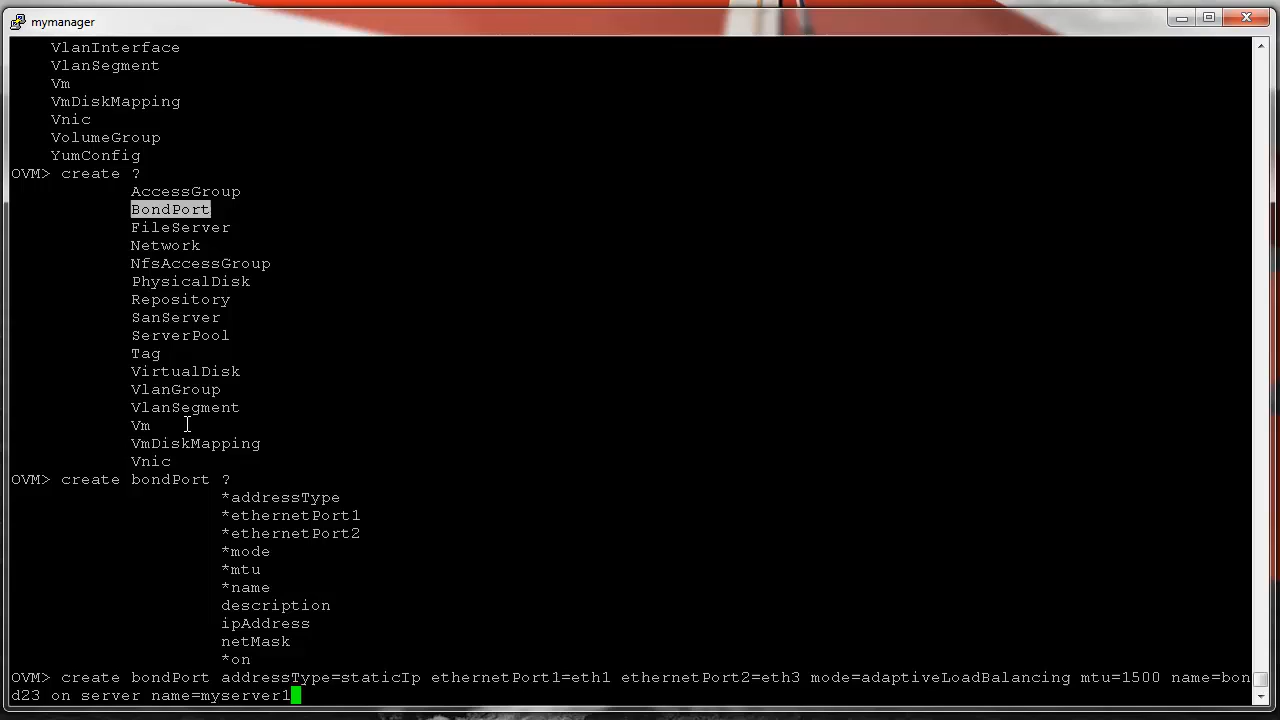 mymanager
VlanInterface
VlanSegment
Vm
VmDiskMapping
Vnic
VolumeGroup
YumConfig
OVM> create ?
AccessGroup
BondPort
FileServer
Network
NfsAccessGroup
PhysicalDisk
Repository
SanServer
ServerPool
Tag
VirtualDisk
VlanGroup
VlanSegment
Vm
VmDiskMapping
Vnic
OVM> create bondPort ?
*addressType
*ethernetPort1
*ethernetPort2
*mode
*mtu
*name
description
ipAddress
netMask
*on
OVM> create bondPort addressType=staticIp ethernetPort1=eth1 ethernetPort2=eth3 mode=adaptiveLoadBalancing mtu=1500 name=bon
d23 on server name=myserver1